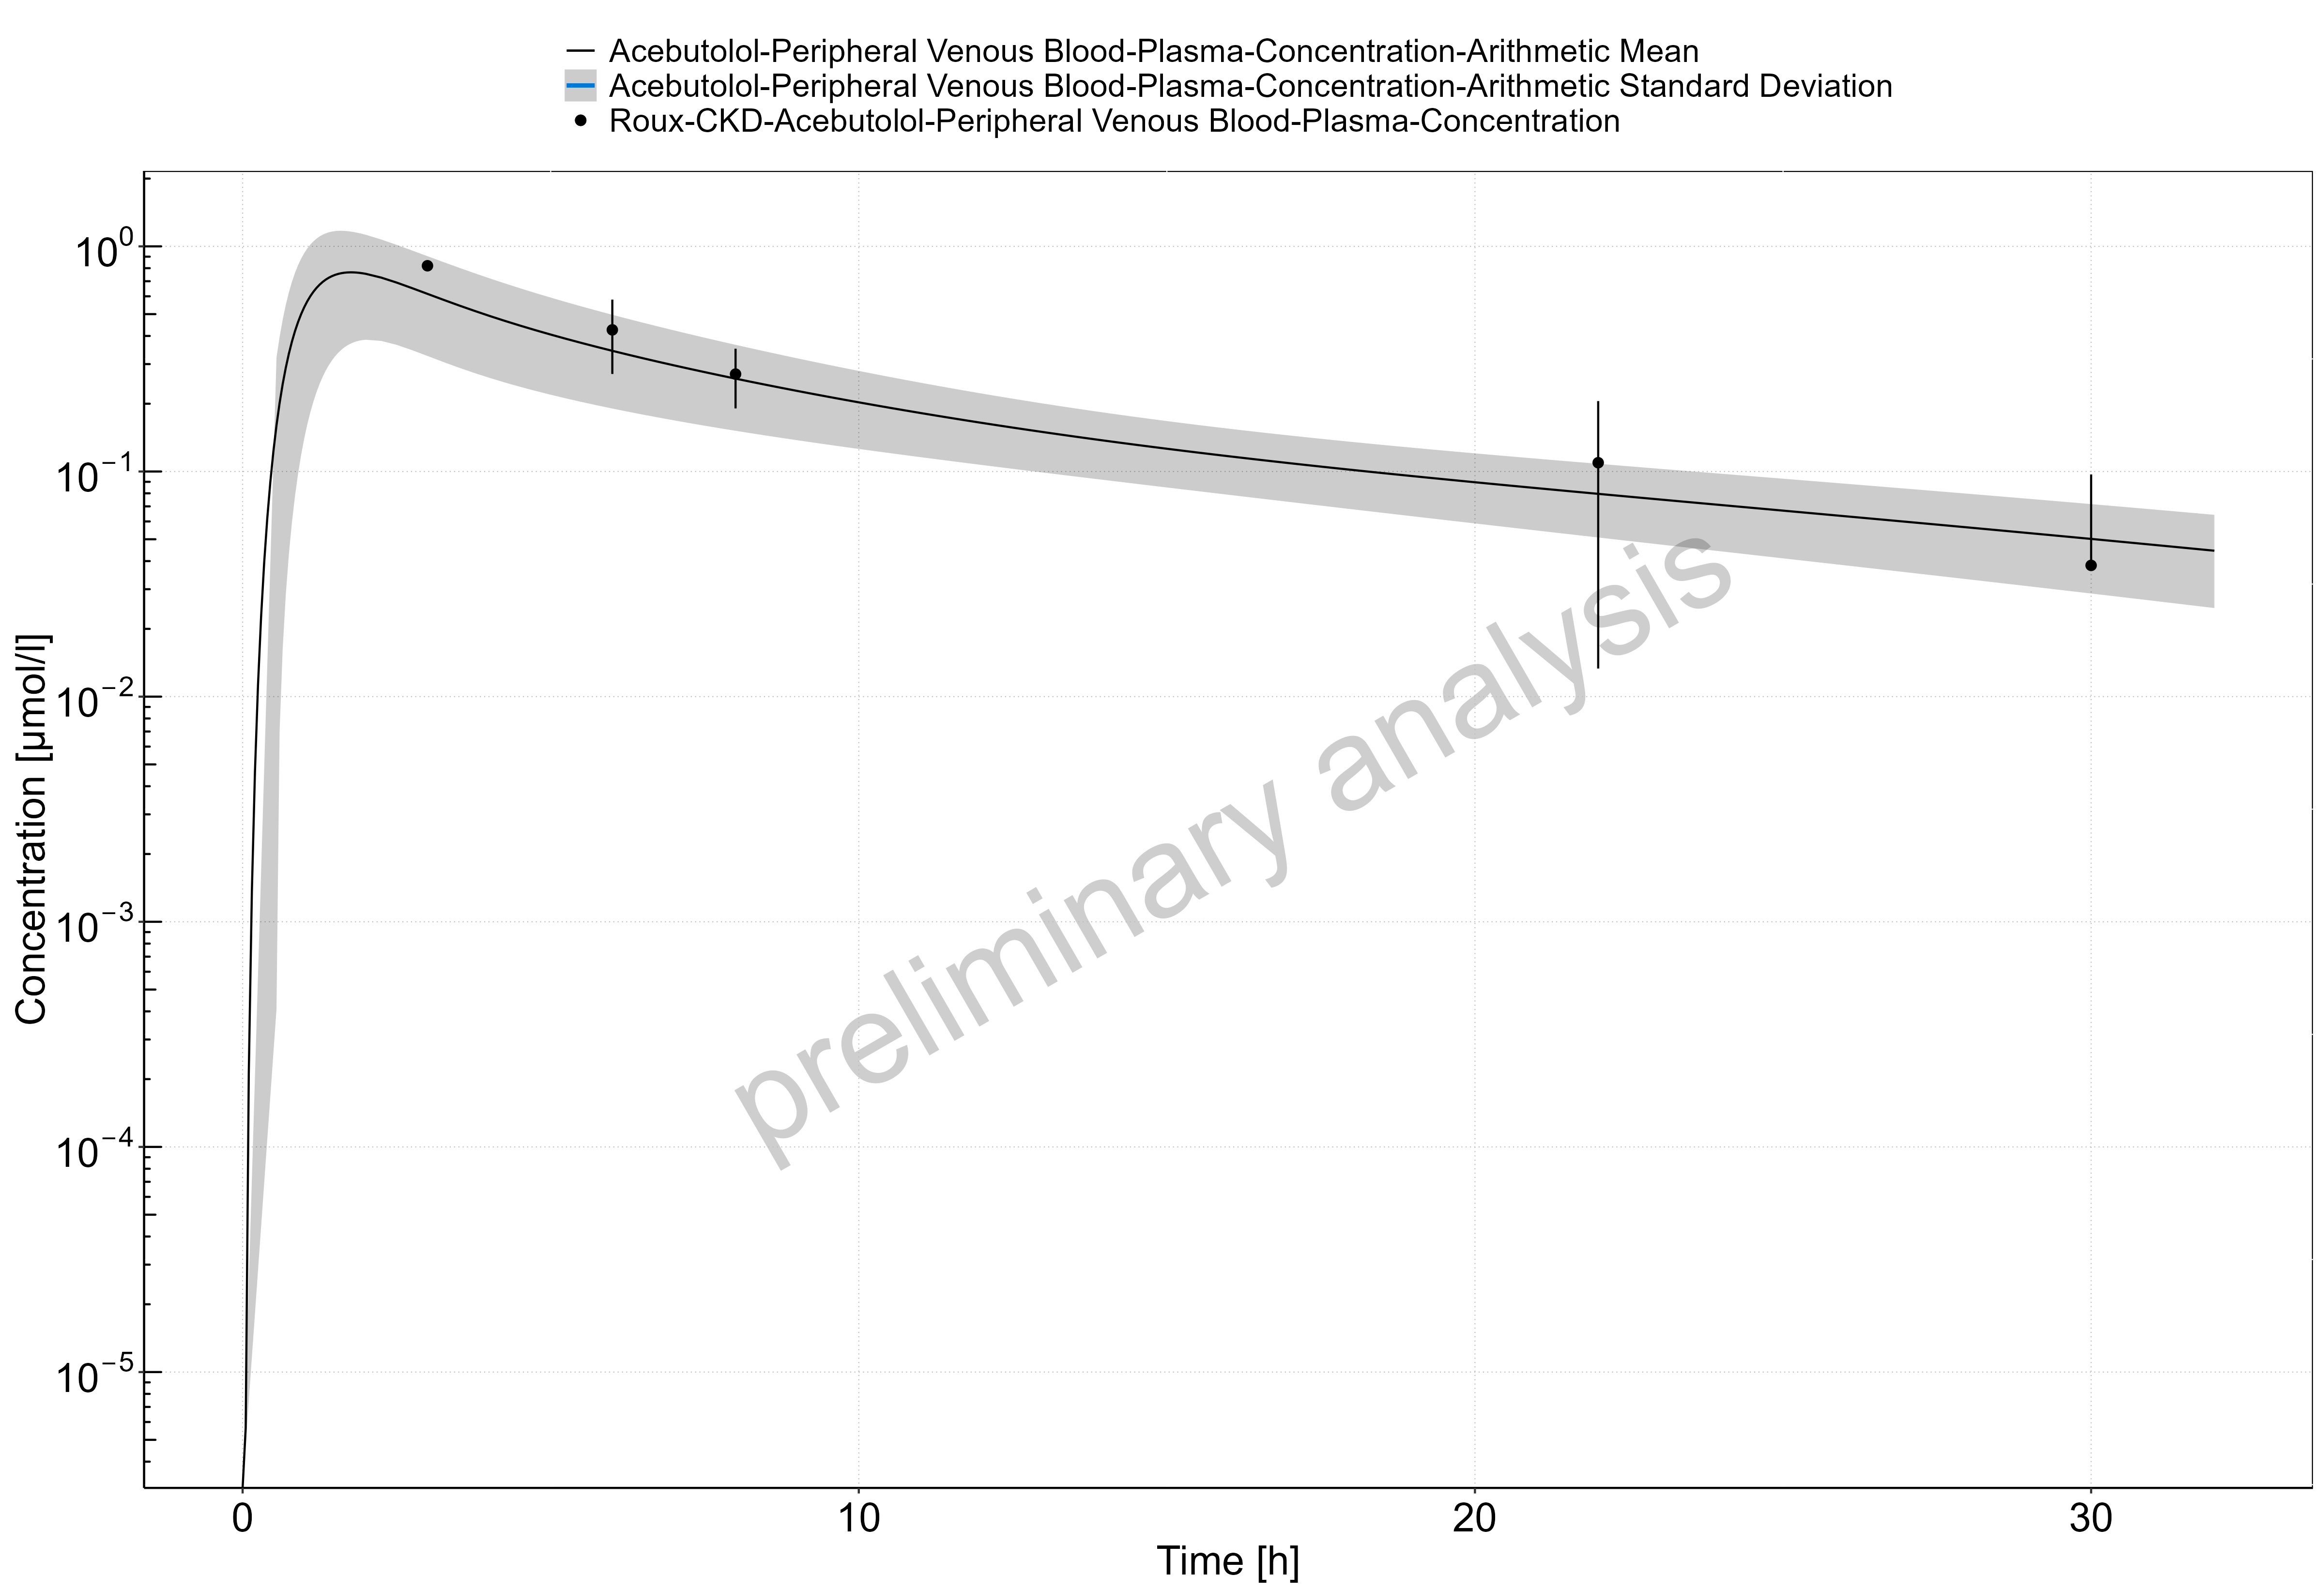 Acebutolol-Peripheral Venous Blood-Plasma-Concentration-Arithmetic Mean
Acebutolol-Peripheral Venous Blood-Plasma-Concentration-Arithmetic Standard Deviation
Roux-CKD-Acebutolol-Peripheral Venous Blood-Plasma-Concentration
10⁰
10⁻¹
10⁻²
10⁻³
10⁻⁴
10⁻⁵
Concentration [µmol/l]
preliminary analysis
0 10 20 30
Time [h]